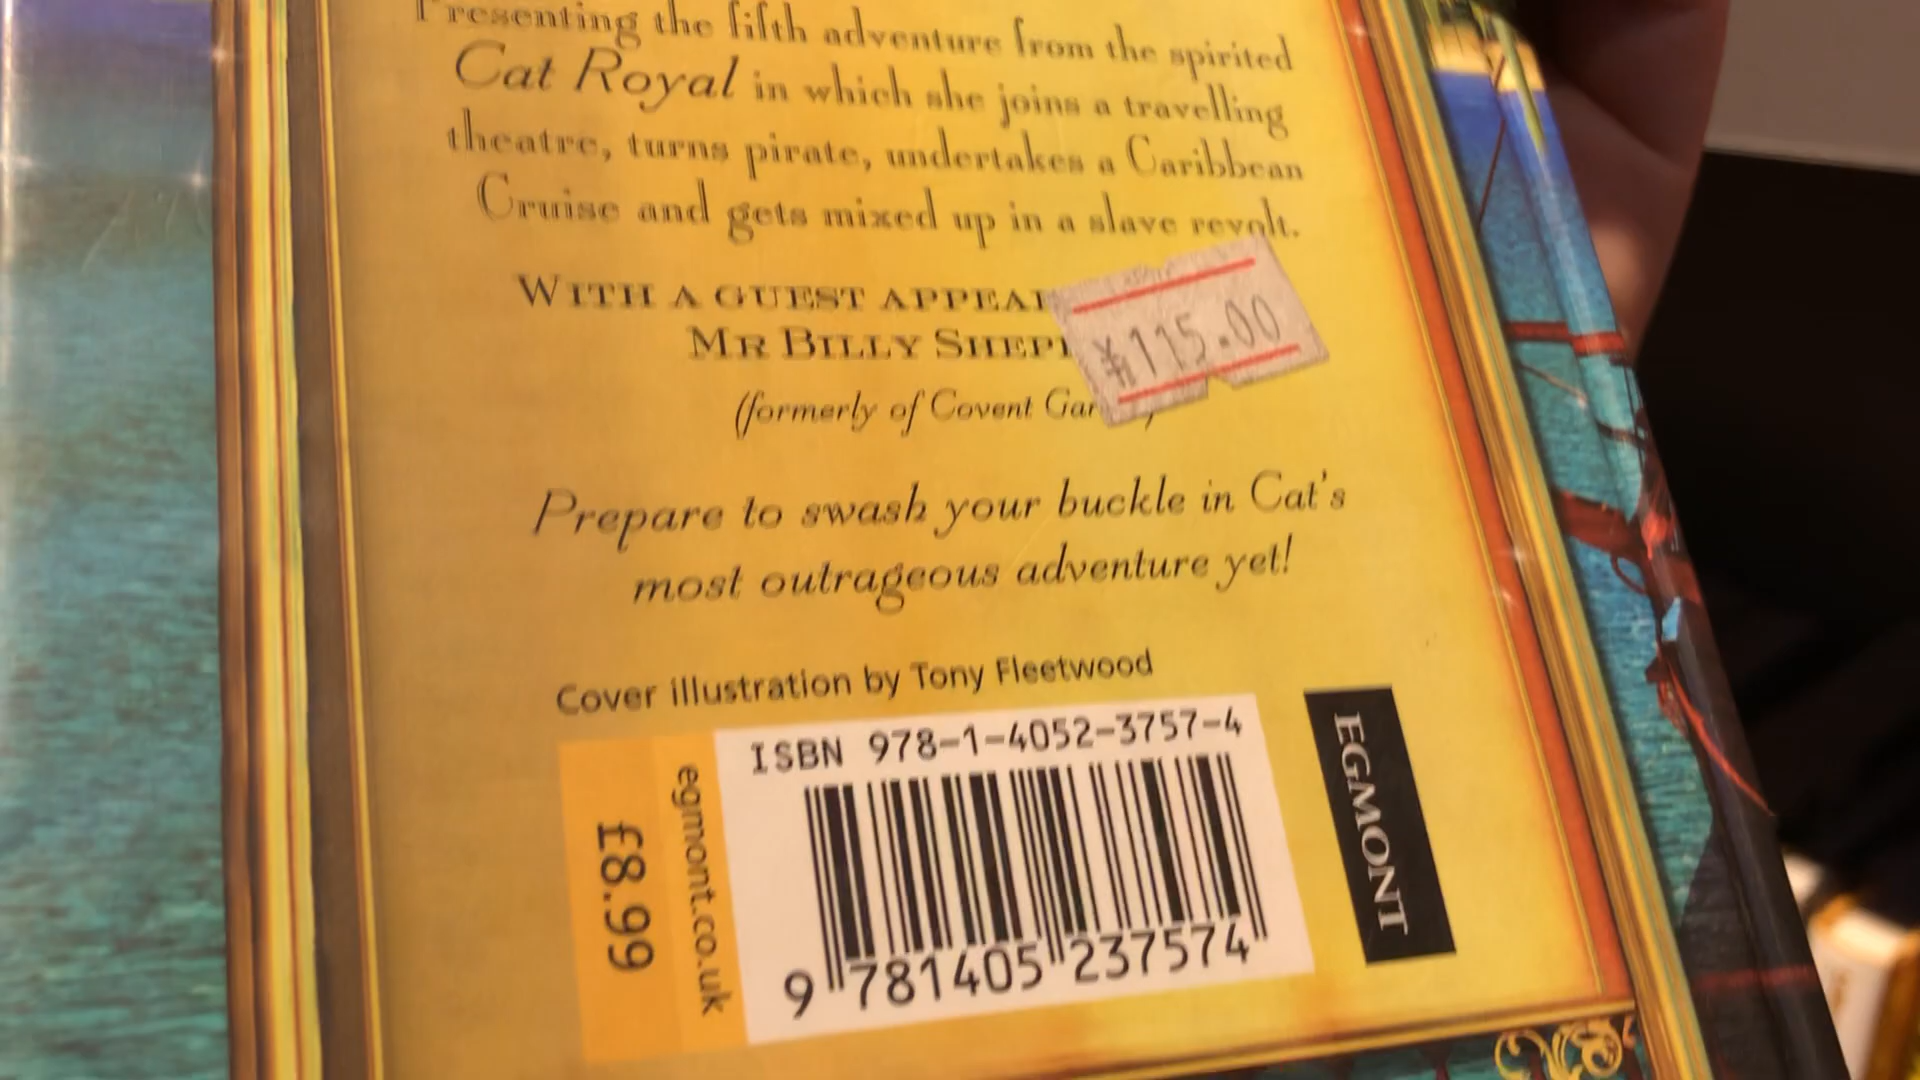 Presenting the fifth adventure from the spirited
Cat Royal in which she joins a travelling
theatre, turns pirate, undertakes a Caribbean
Cruise and gets mixed up in a slave revolt.
WITH A GUEST
MR BILLY
¥115.00
(formerly of Covent
Prepare to swash your buckle in Cat's
most outrageous adventure yet!
Cover illustration by Tony Fleetwood
ISBN 978-1-4052-3757-4
9 781405 237574
egmont.co.uk
£8.99
EGMONT